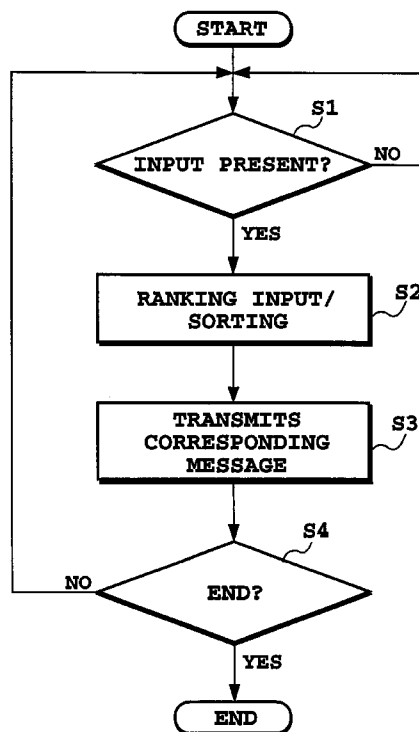 START
S1
INPUT PRESENT?
NO
YES
RANKING INPUT/
SORTING
S2
TRANSMITS
CORRESPONDING
MESSAGE
S3
S4
NO
END?
YES
END